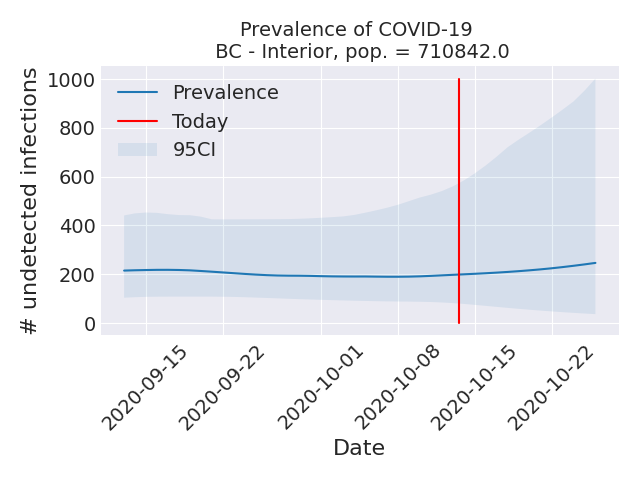 Prevalence of COVID-19
BC - Interior, pop. = 710842.0
# undetected infections
1000
800
600
400
200
0
Prevalence
Today
95CI
2020-09-15
2020-09-22
2020-10-01
2020-10-08
2020-10-15
2020-10-22
Date